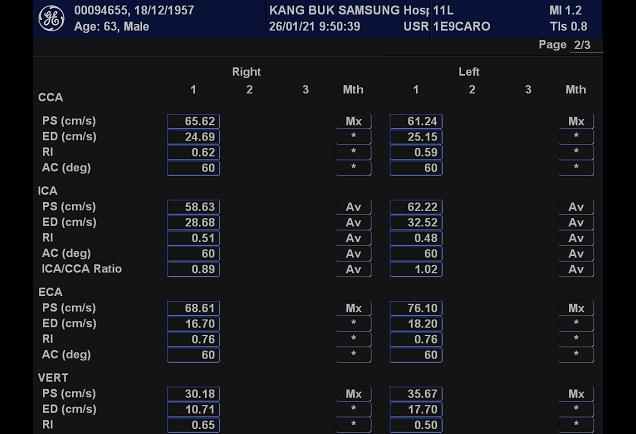 00094655, 18/12/1957 KANG BUK SAMSUNG Hosp 11L MI 1.2
Age: 63, Male 26/01/21 9:50:39 USR 1E9CARO TIs 0.8
Page 2/3
Right Left
1 2 3 Mth 1 2 3 Mth
CCA
PS (cm/s) 65.62 Mx 61.24 Mx
ED (cm/s) 24.69 * 25.15 *
RI 0.62 * 0.59 *
AC (deg) 60 * 60 *
ICA
PS (cm/s) 58.63 Av 62.22 Av
ED (cm/s) 28.68 Av 32.52 Av
RI 0.51 Av 0.48 Av
AC (deg) 60 Av 60 Av
ICA/CCA Ratio 0.89 Av 1.02 Av
ECA
PS (cm/s) 68.61 Mx 76.10 Mx
ED (cm/s) 16.70 * 18.20 *
RI 0.76 * 0.76 *
AC (deg) 60 * 60 *
VERT
PS (cm/s) 30.18 Mx 35.67 Mx
ED (cm/s) 10.71 * 17.70 *
RI 0.65 * 0.50 *